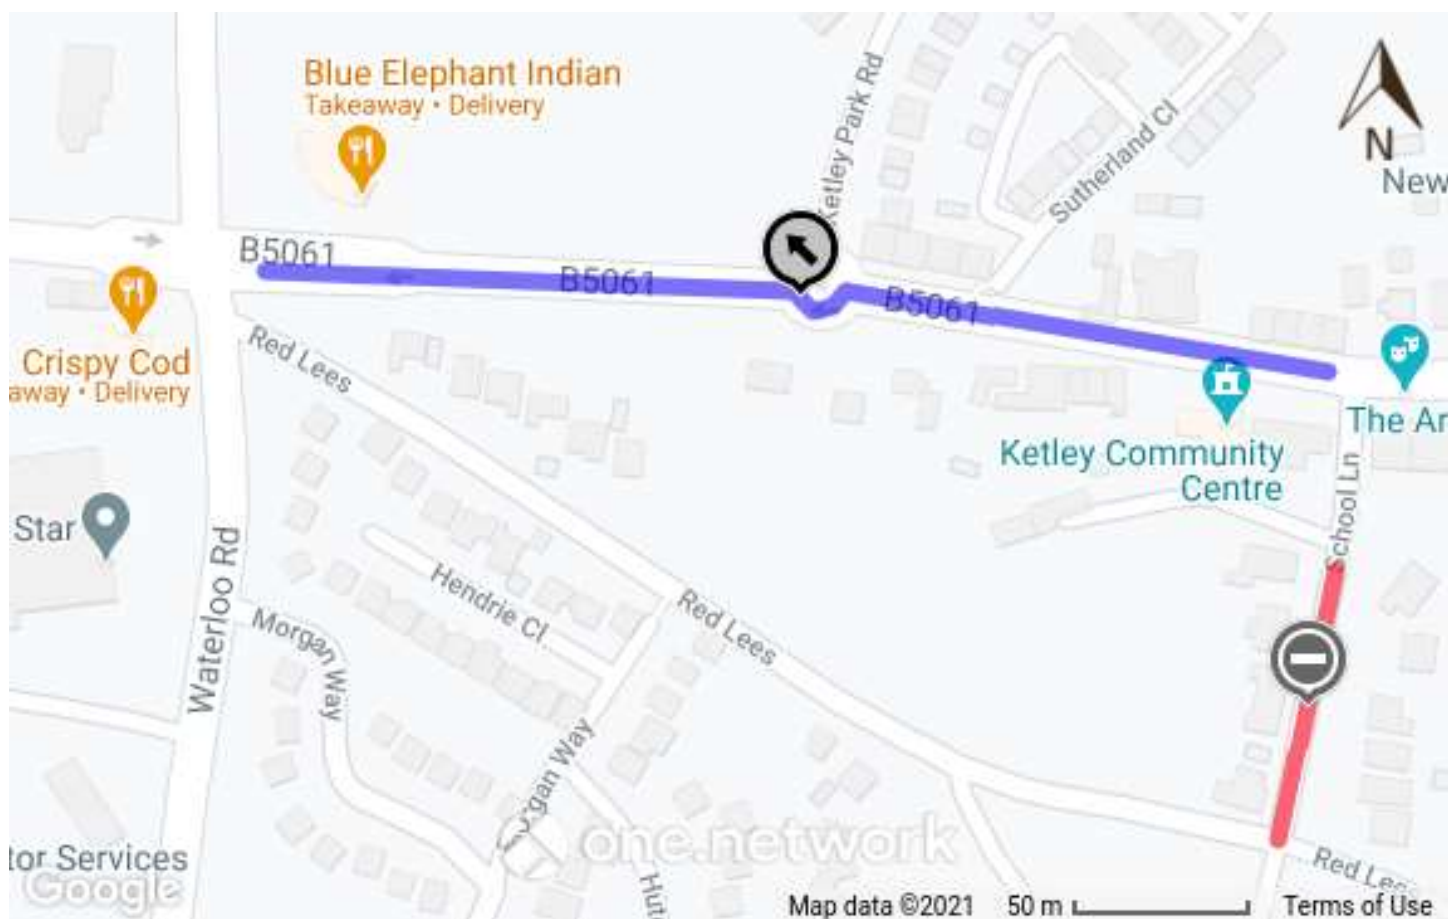 Blue Elephant Indian
Takeaway • Delivery
Ketley Park Rd
Sutherland Cl
N
New
B5061
B5061
B5061
Crispy Cod
away • Delivery
Red Lees
The Ar
Ketley Community
Centre
School Ln
Star
Waterloo Rd
Hendrie Cl
Morgan Way
Red Lees
organ Way
one.network
tor Services
Google
Hut
Red Lees
Map data ©2021
50 m
Terms of Use